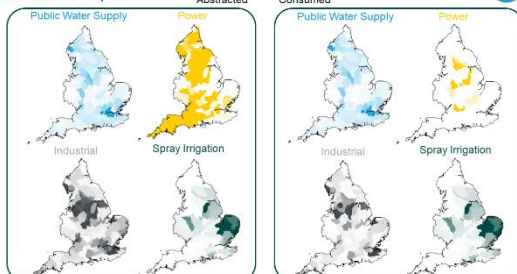 Abstracted
Consumed
Public Water Supply
Power
Public Water Supply
Power
Industrial
Spray Irrigation
Industrial
Spray Irrigation